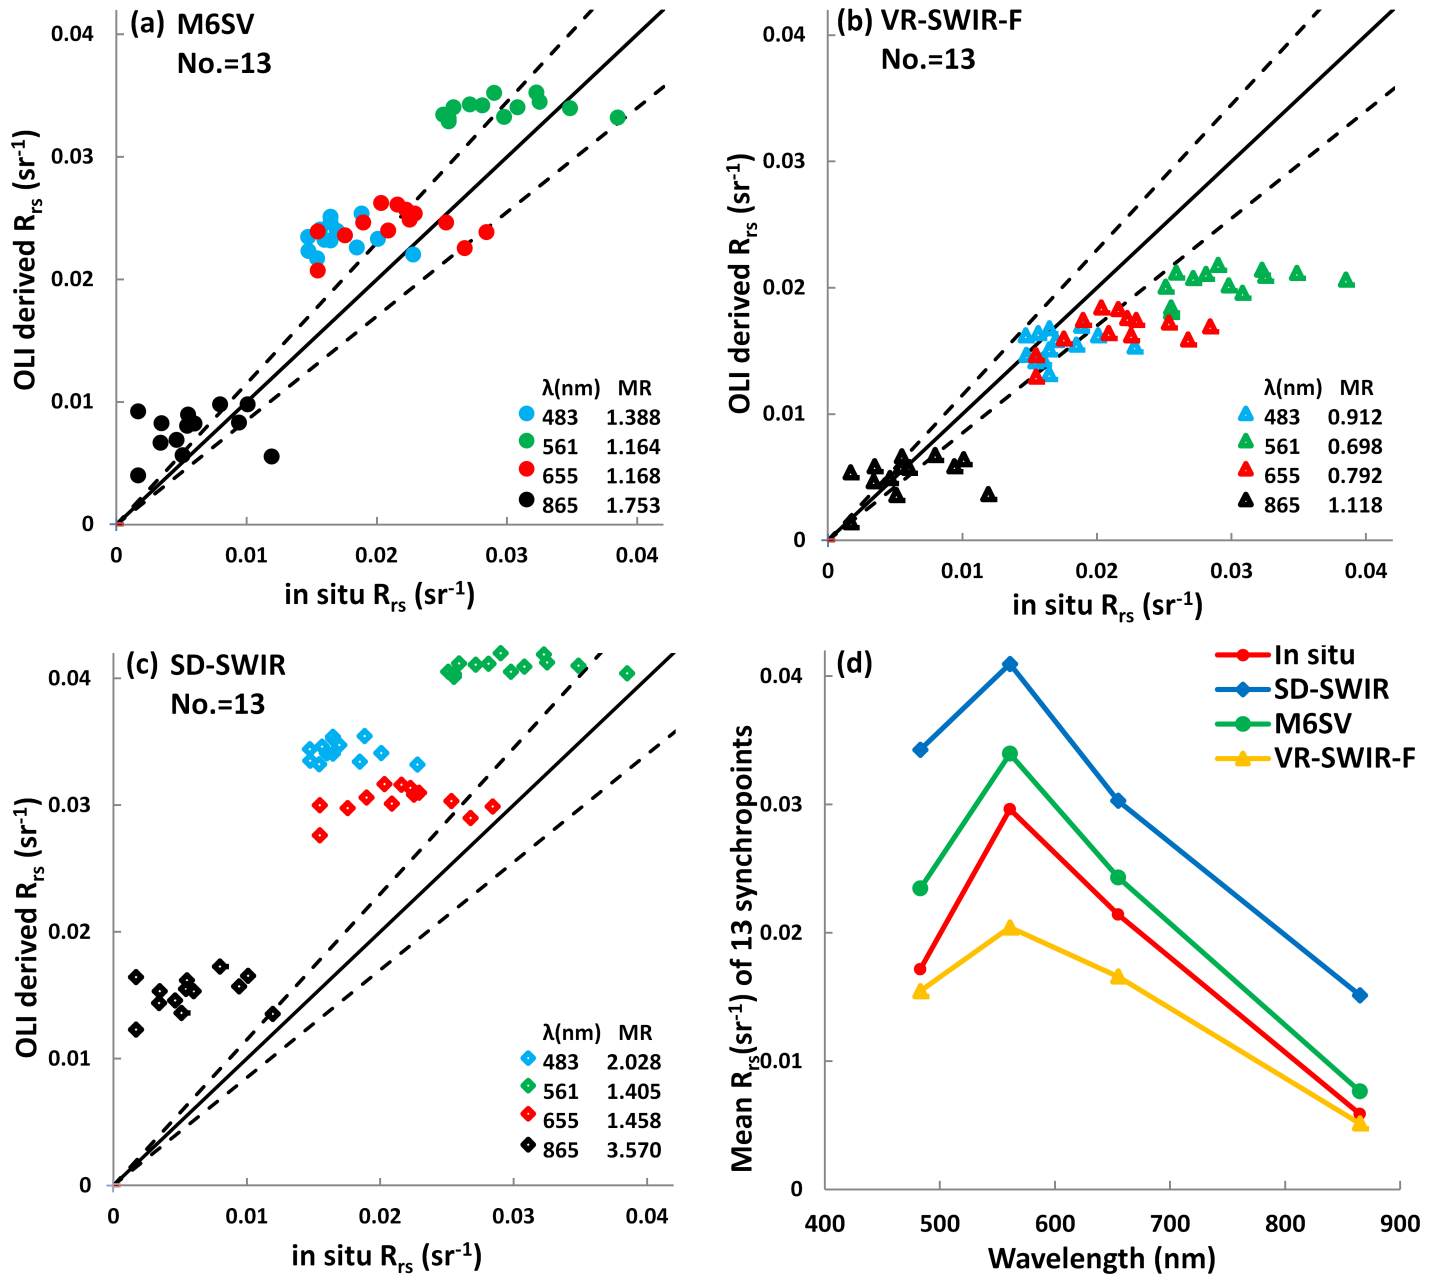 (a) M6SV
No.=13
0.04
0.03
0.02
0.01
0
OLI derived Rrs (sr-1)
λ(nm) MR
483 1.388
561 1.164
655 1.168
865 1.753
0 0.01 0.02 0.03 0.04
in situ Rrs (sr-1)
(b) VR-SWIR-F
No.=13
0.04
0.03
0.02
0.01
0
OLI derived Rrs (sr-1)
λ(nm) MR
483 0.912
561 0.698
655 0.792
865 1.118
0 0.01 0.02 0.03 0.04
in situ Rrs (sr-1)
(c) SD-SWIR
No.=13
0.04
0.03
0.02
0.01
0
OLI derived Rrs (sr-1)
λ(nm) MR
483 2.028
561 1.405
655 1.458
865 3.570
0 0.01 0.02 0.03 0.04
in situ Rrs (sr-1)
(d)
In situ
SD-SWIR
M6SV
VR-SWIR-F
0.04
0.03
0.02
0.01
0
Mean Rrs(sr-1) of 13 synchropoints
400 500 600 700 800 900
Wavelength (nm)